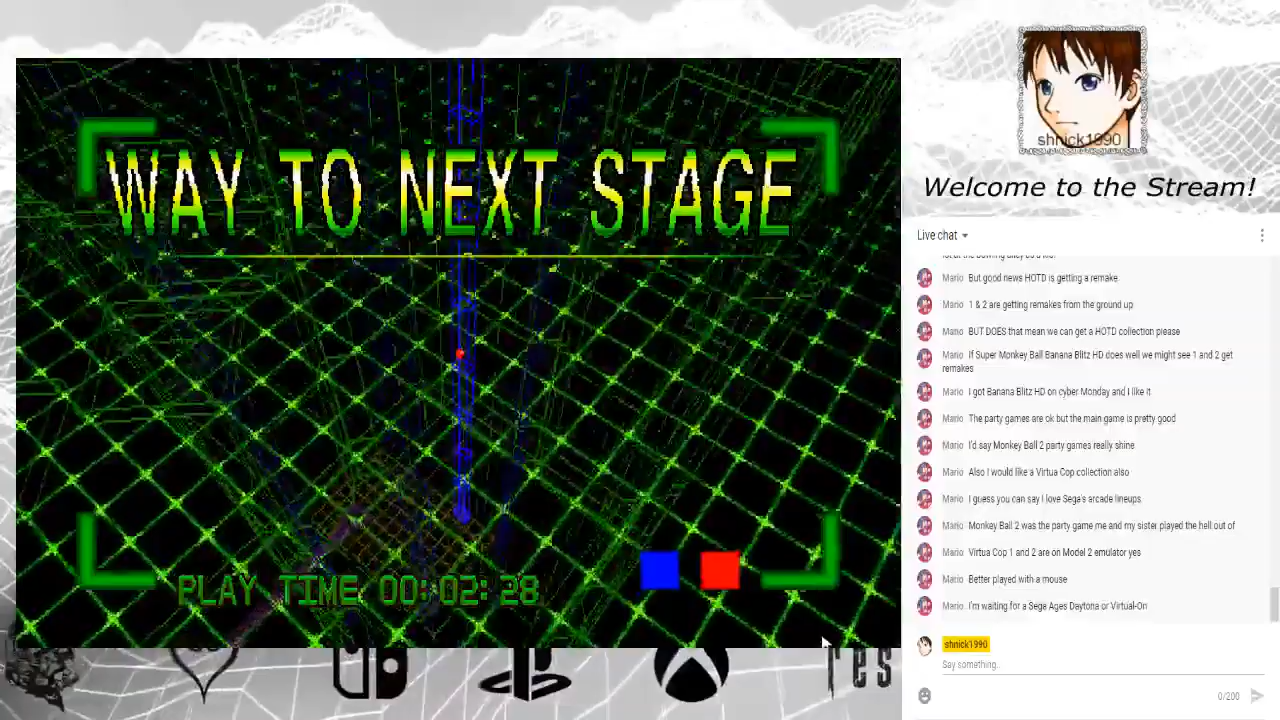 WAY TO NEXT STAGE
PLAY TIME 00:02:28
res
shnick1990
Welcome to the Stream!
Live chat
Mario But good news HOTD is getting a remake
Mario 1 & 2 are getting remakes from the ground up
Mario BUT DOES that mean we can get a HOTD collection please
Mario If Super Monkey Ball Banana Blitz HD does well we might see 1 and 2 get
remakes
Mario I got Banana Blitz HD on cyber Monday and I like it
Mario The party games are ok but the main game is pretty good
Mario I'd say Monkey Ball 2 party games really shine
Mario Also I would like a Virtua Cop collection also
Mario I guess you can say I love Sega's arcade lineups
Mario Monkey Ball 2 was the party game me and my sister played the hell out of
Mario Virtua Cop 1 and 2 are on Model 2 emulator yes
Mario Better played with a mouse
Mario I'm waiting for a Sega Ages Daytona or Virtual-On
shnick1990
Say something...
0/200